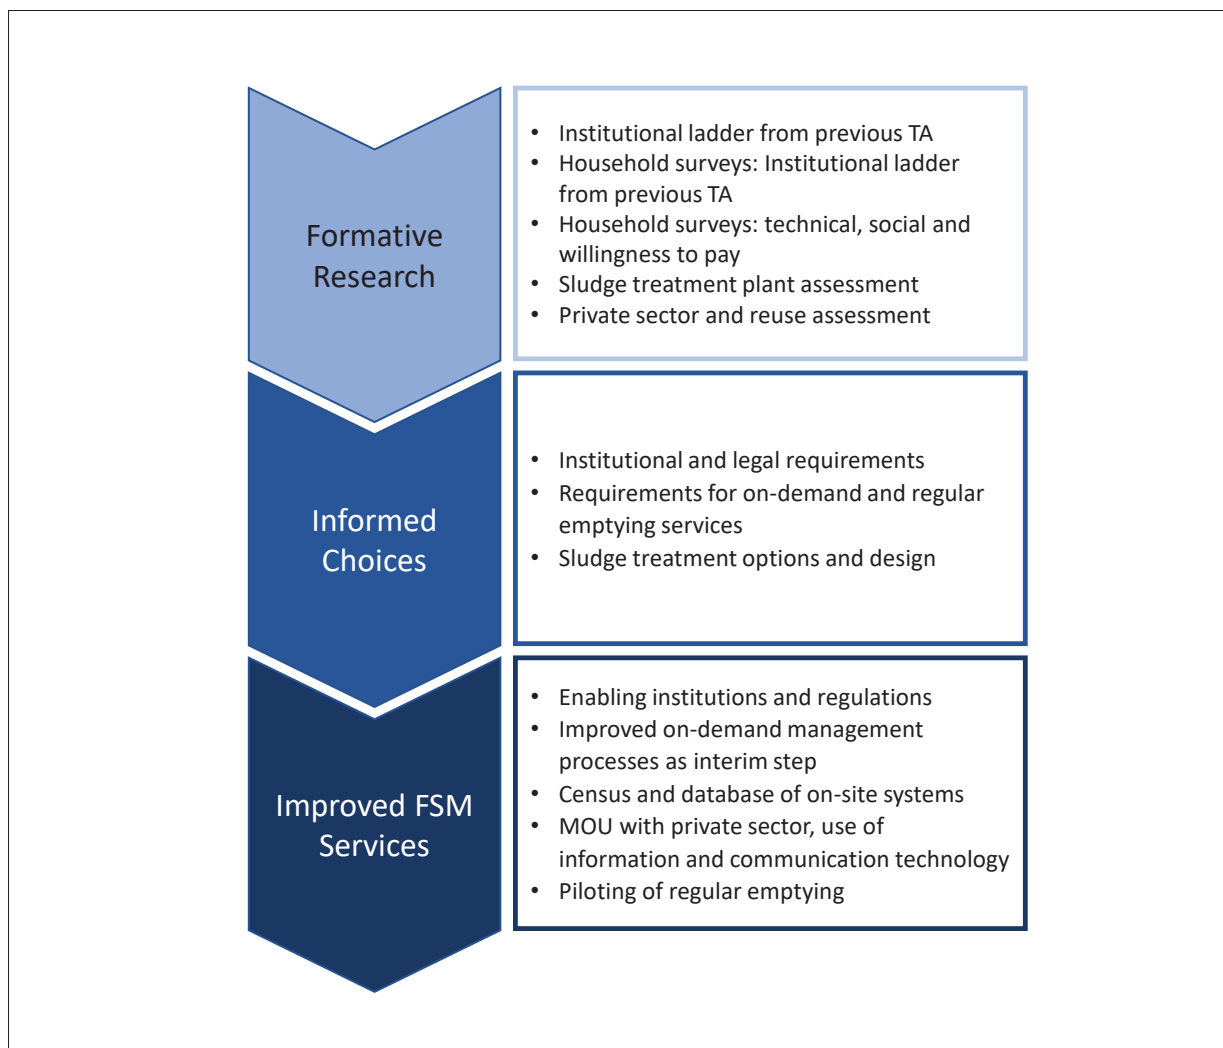 Formative
Research
• Institutional ladder from previous TA
• Household surveys: Institutional ladder
from previous TA
• Household surveys: technical, social and
willingness to pay
• Sludge treatment plant assessment
• Private sector and reuse assessment
Informed
Choices
• Institutional and legal requirements
• Requirements for on-demand and regular
emptying services
• Sludge treatment options and design
Improved FSM
Services
• Enabling institutions and regulations
• Improved on-demand management
processes as interim step
• Census and database of on-site systems
• MOU with private sector, use of
information and communication technology
• Piloting of regular emptying